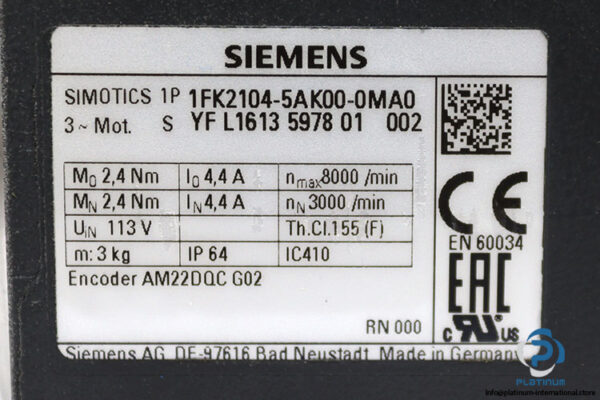 SIEMENS
SIMOTICS 1P 1FK2104-5AK00-0MA0
3 ~ Mot. S YF L1613 5978 01 002
M0 2,4 Nm I0 4,4 A nmax8000 /min
MN 2,4 Nm IN 4,4 A nN 3000 /min
UIN 113 V Th.Cl.155 (F)
m: 3 kg IP 64 IC410
Encoder AM22DQC G02
CE
EN 60034
EAC
c RU US
RN 000
Siemens AG, DE-97616 Bad Neustadt, Made in Germany
PLATINUM
info@platinum-international.store